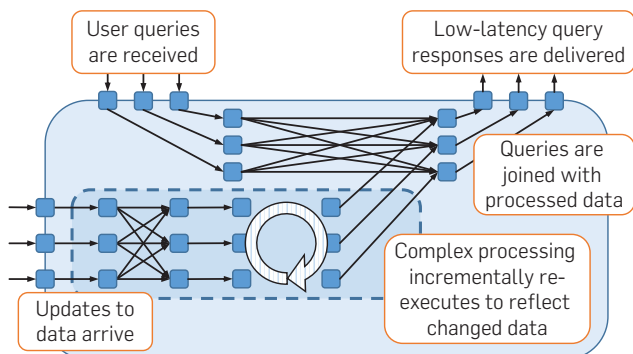 User queries
are received
Low-latency query
responses are delivered
Queries are
joined with
processed data
Updates to
data arrive
Complex processing
incrementally re-
executes to reflect
changed data